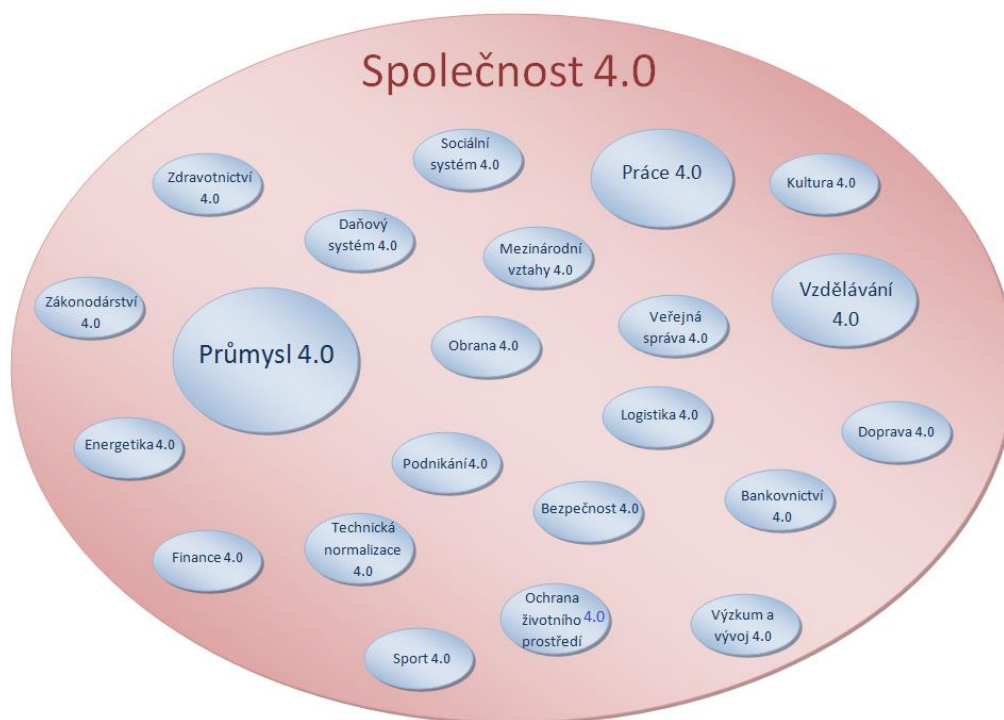 Společnost 4.0
Sociální
systém 4.0
Práce 4.0
Zdravotnictví
4.0
Kultura 4.0
Daňový
systém 4.0
Mezinárodní
vztahy 4.0
Vzdělávání
4.0
Zákonodárství
4.0
Veřejná
správa 4.0
Průmysl 4.0
Obrana 4.0
Logistika 4.0
Doprava 4.0
Energetika 4.0
Podnikání 4.0
Bankovnictví
4.0
Bezpečnost 4.0
Technická
normalizace
4.0
Finance 4.0
Ochrana
životního 4.0
prostředí
Výzkum a
vývoj 4.0
Sport 4.0